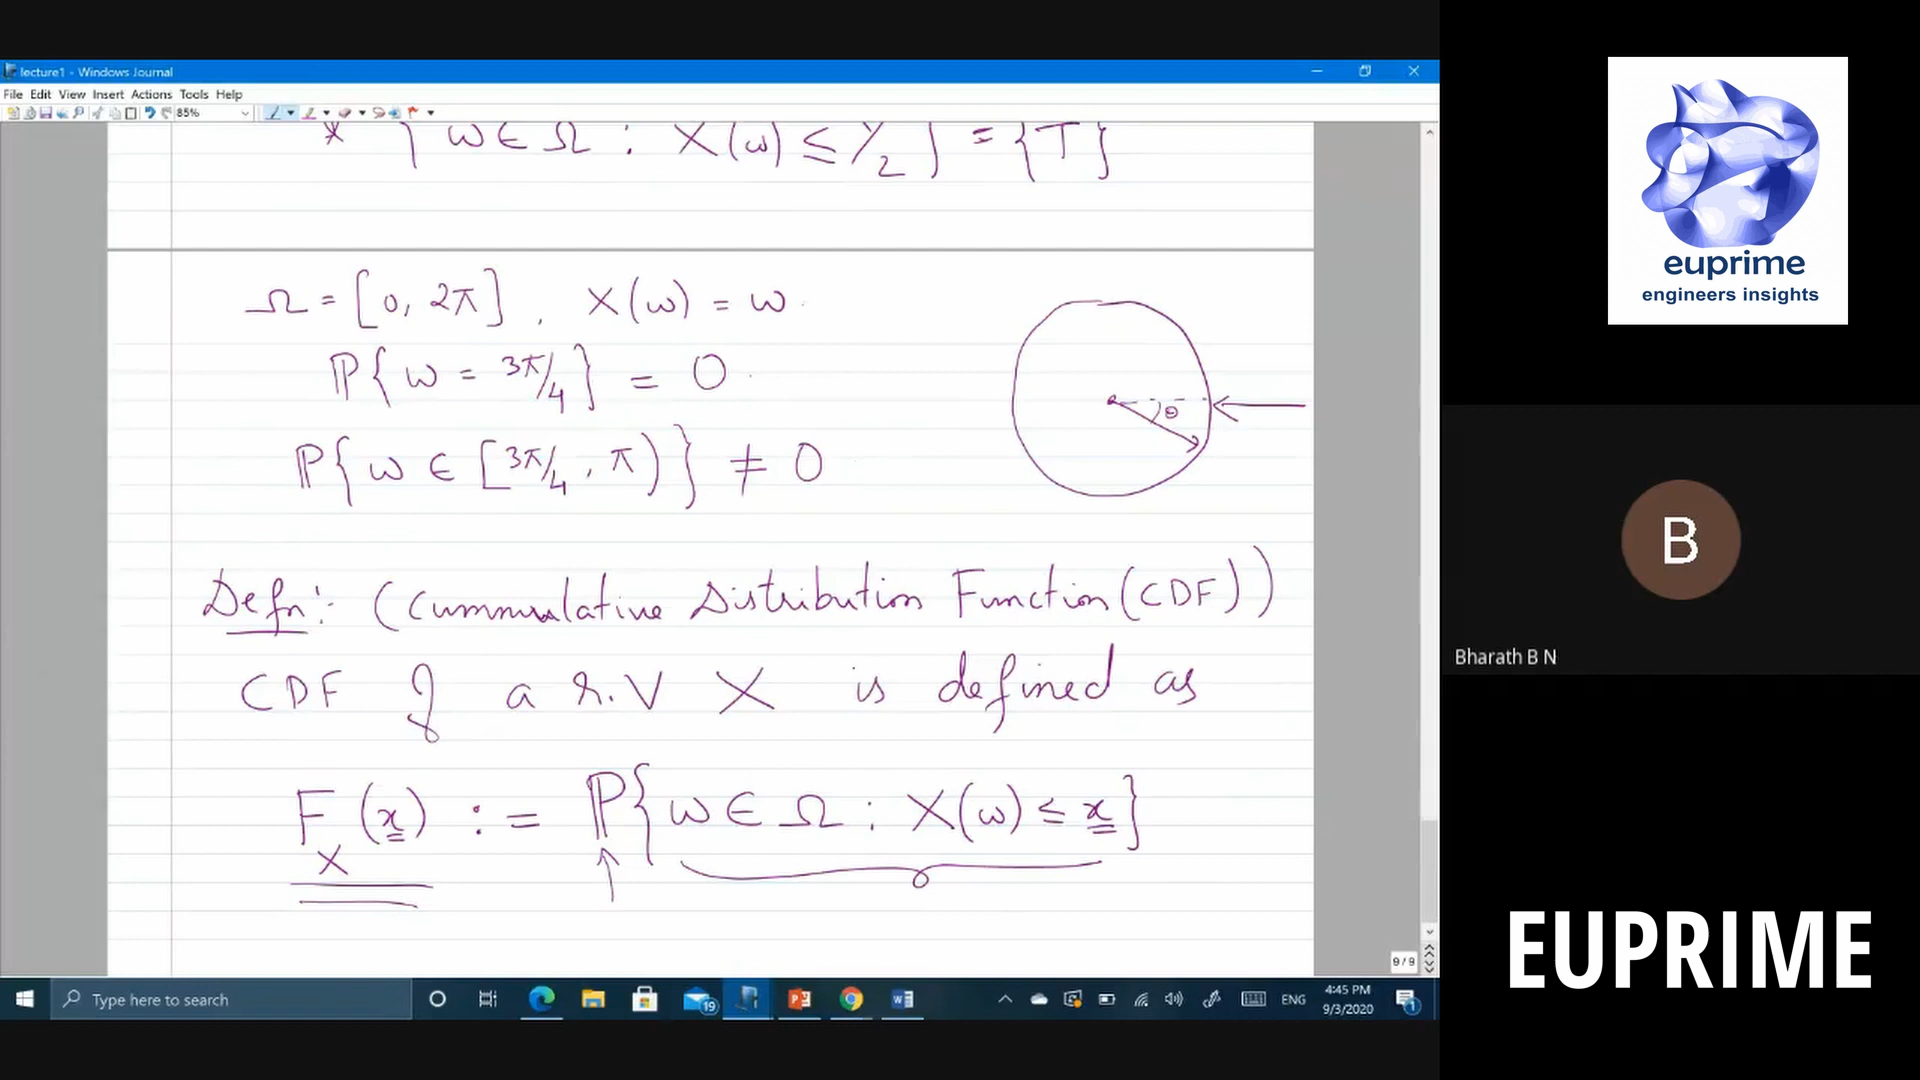 lecture1 - Windows Journal
File Edit View Insert Actions Tools Help
85%
* { ω ∈ Ω : X(ω) ≤ 1/2 } = {T}
Ω = [0, 2π], X(ω) = ω.
ℙ{ω = 3π/4} = 0.
ℙ{ω ∈ [3π/4, π)} ≠ 0
θ
Defn:- (Cummulative Distribution Function (CDF))
CDF of a r.v X is defined as
F_X(x) := ℙ{ω ∈ Ω : X(ω) ≤ x}
9 / 9
Type here to search
19
ENG
4:45 PM
9/3/2020
1
euprime
engineers insights
B
Bharath B N
EUPRIME